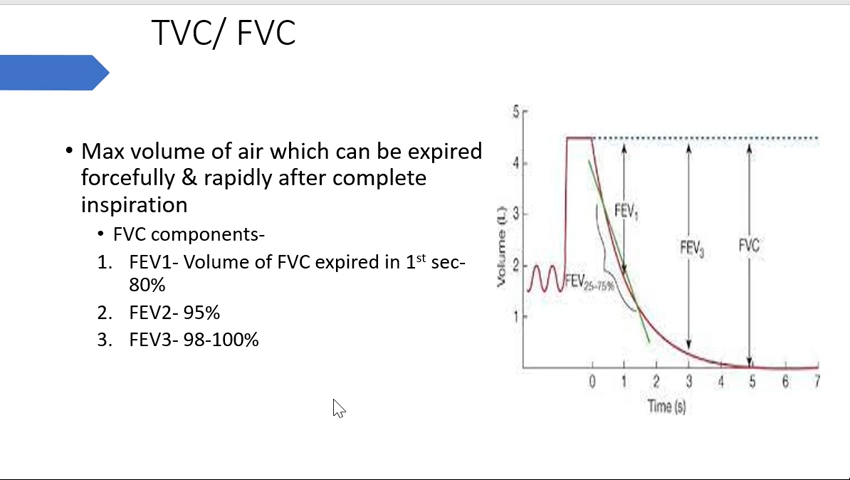 TVC/ FVC
• Max volume of air which can be expired
forcefully & rapidly after complete
inspiration
• FVC components-
1. FEV1- Volume of FVC expired in 1st sec-
80%
2. FEV2- 95%
3. FEV3- 98-100%
5
4
3
2
1
Volume (L)
FEV1
FEV3
FVC
FEV25-75%
0 1 2 3 4 5 6 7
Time (s)